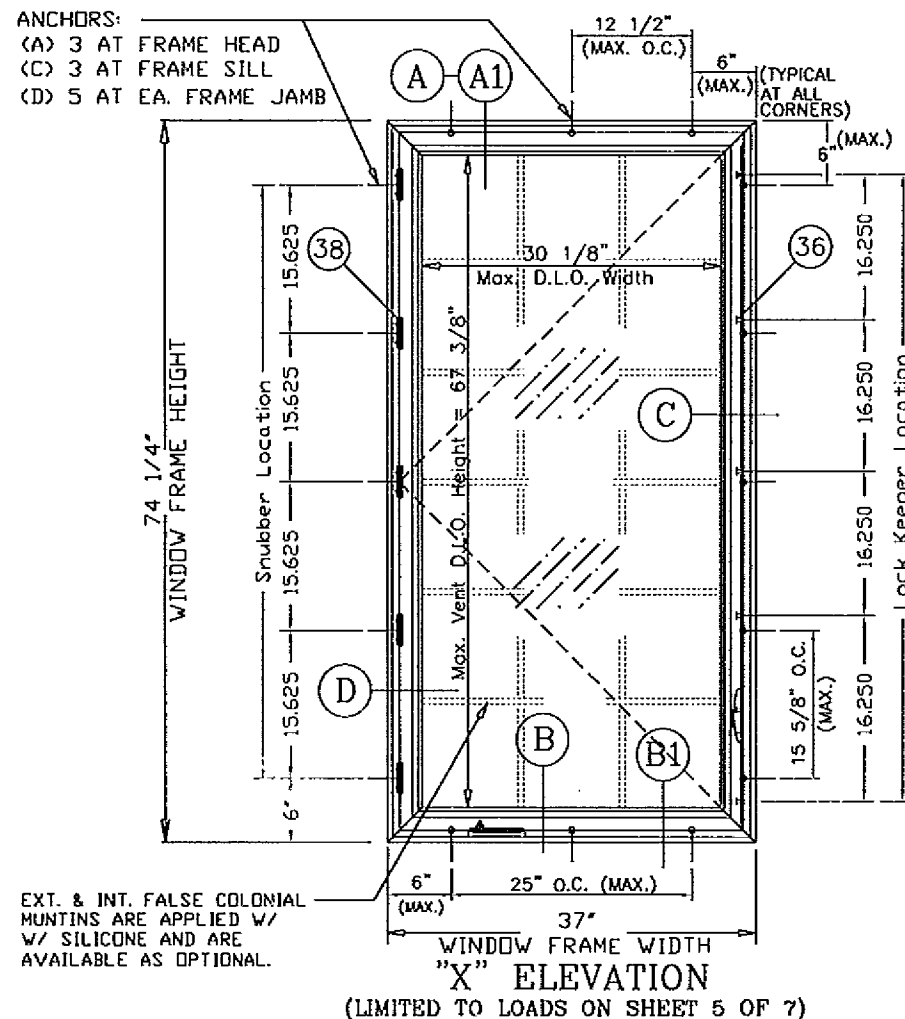 ANCHORS:
(A) 3 AT FRAME HEAD
(C) 3 AT FRAME SILL
(D) 5 AT EA. FRAME JAMB
12 1/2"
(MAX. O.C.)
6"
(MAX.)
(TYPICAL
AT ALL
CORNERS)
6"
(MAX.)
A
A1
38
36
30 1/8"
Max. D.L.O. Width
Max. Vent D.L.O. Height = 67 3/8"
74 1/4"
WINDOW FRAME HEIGHT
Snubber Location
15.625
15.625
15.625
15.625
6"
16.250
16.250
16.250
16.250
Lock Keeper Location
15 5/8" O.C.
(MAX.)
C
D
B
B1
EXT. & INT. FALSE COLONIAL
MUNTINS ARE APPLIED W/
W/ SILICONE AND ARE
AVAILABLE AS OPTIONAL.
6"
(MAX.)
25" O.C. (MAX.)
37"
WINDOW FRAME WIDTH
"X" ELEVATION
(LIMITED TO LOADS ON SHEET 5 OF 7)